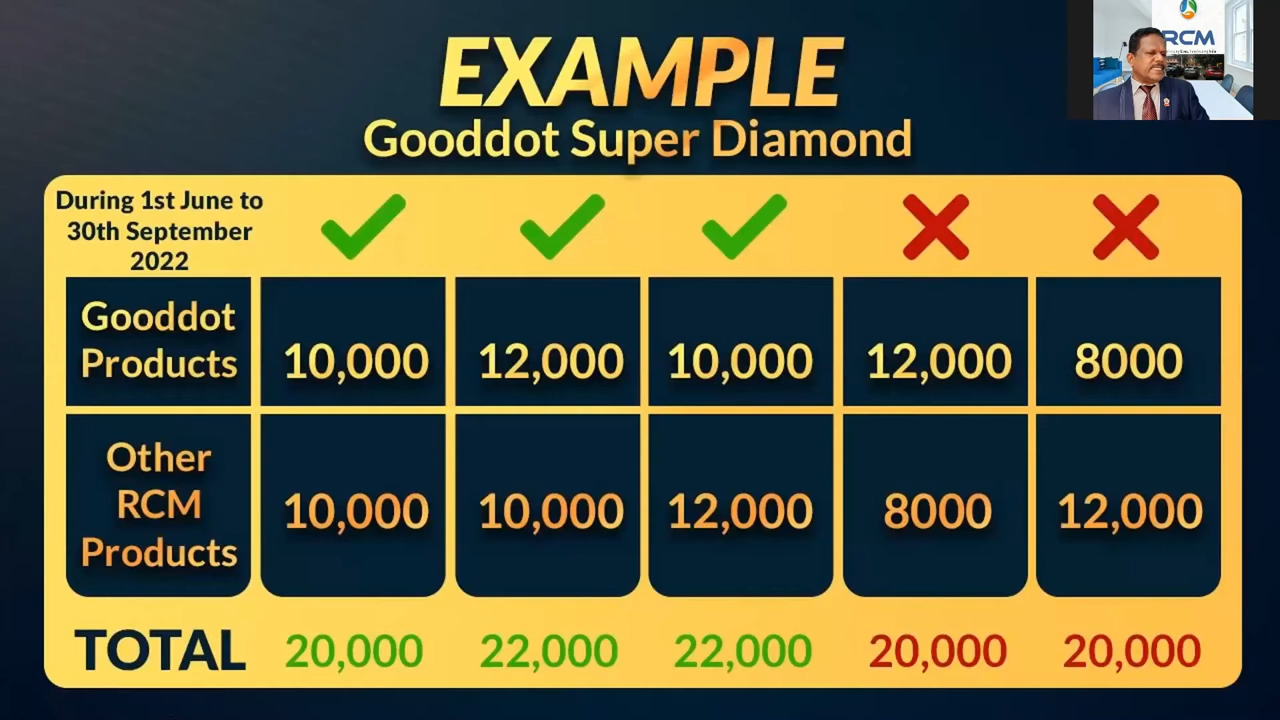 EXAMPLE
Gooddot Super Diamond
RCM
During 1st June to
30th September
2022
Gooddot
Products
10,000
12,000
10,000
12,000
8000
Other
RCM
Products
10,000
10,000
12,000
8000
12,000
TOTAL
20,000
22,000
22,000
20,000
20,000